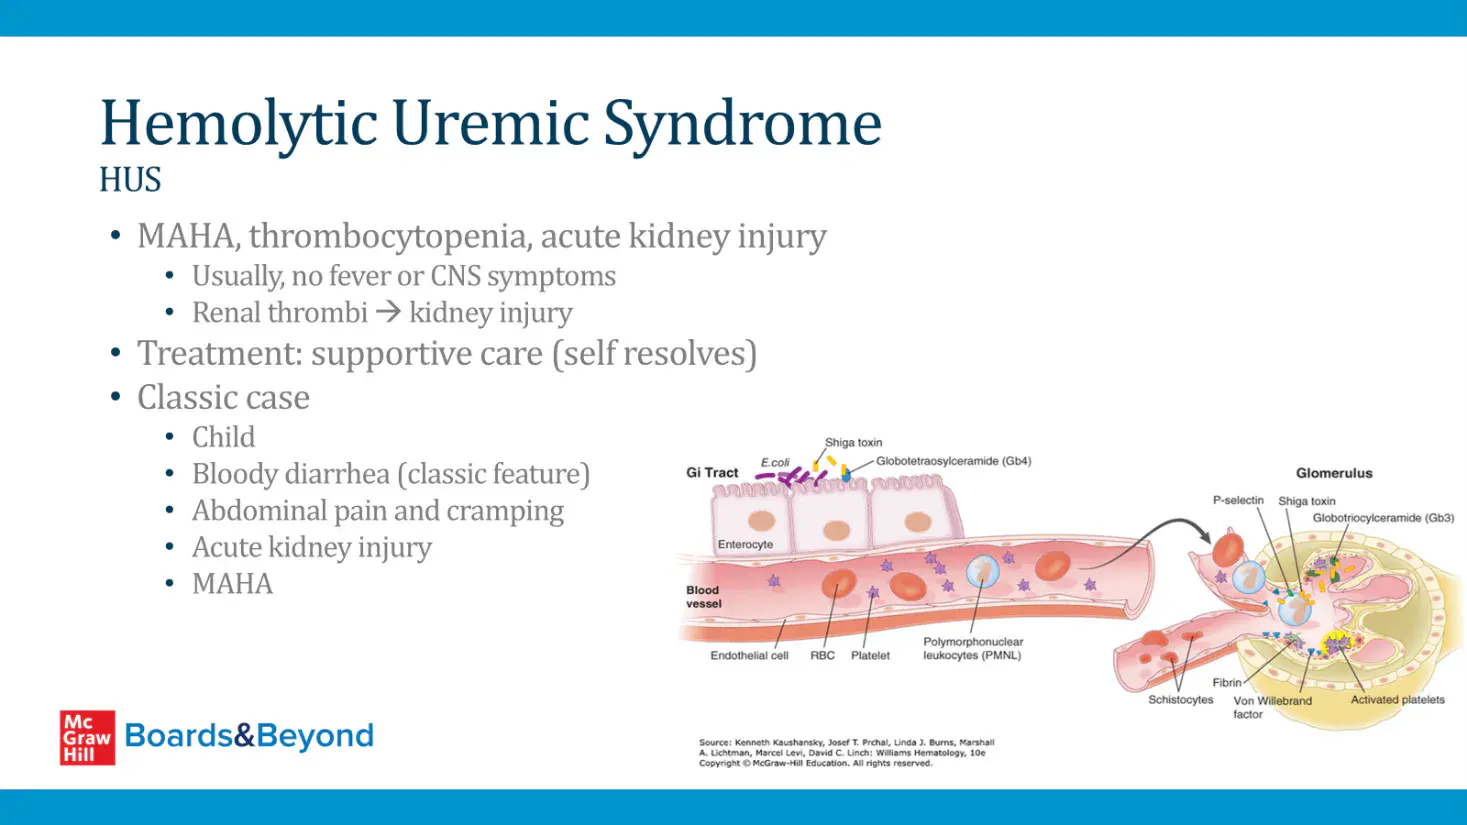 Hemolytic Uremic Syndrome
HUS
• MAHA, thrombocytopenia, acute kidney injury
• Usually, no fever or CNS symptoms
• Renal thrombi → kidney injury
• Treatment: supportive care (self resolves)
• Classic case
• Child
• Bloody diarrhea (classic feature)
• Abdominal pain and cramping
• Acute kidney injury
• MAHA
Shiga toxin
E.coli
Globotetraosylceramide (Gb4)
Gi Tract
Enterocyte
Blood
vessel
Endothelial cell
RBC
Platelet
Polymorphonuclear
leukocytes (PMNL)
Glomerulus
P-selectin
Shiga toxin
Globotriocylceramide (Gb3)
Schistocytes
Fibrin
Von Willebrand
factor
Activated platelets
Mc
Graw
Hill
Boards&Beyond
Source: Kenneth Kaushansky, Josef T. Prchal, Linda J. Burns, Marshall
A. Lichtman, Marcel Levi, David C. Linch: Williams Hematology, 10e
Copyright © McGraw-Hill Education. All rights reserved.